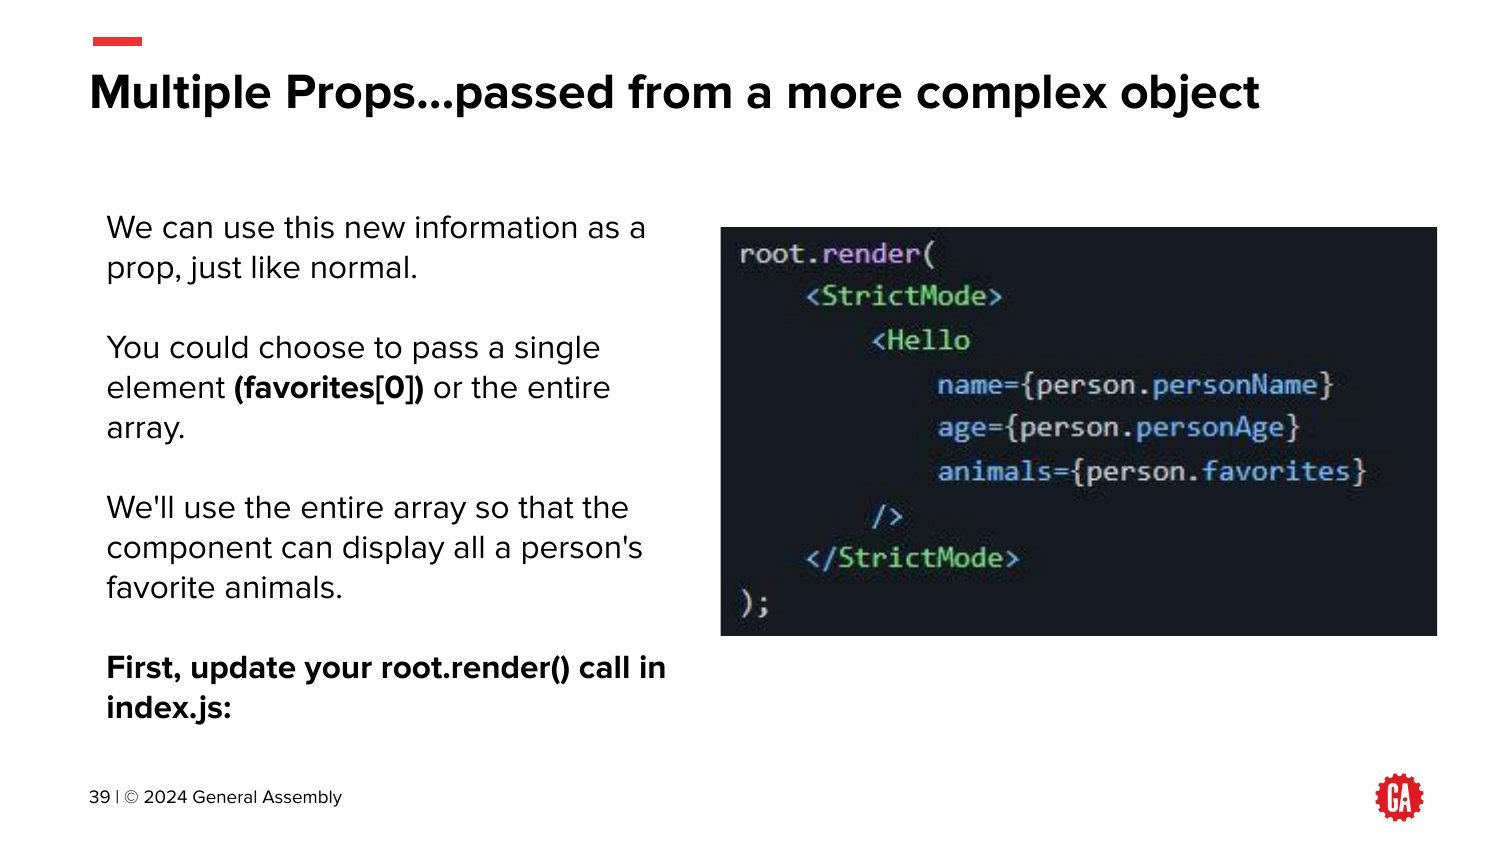 Multiple Props...passed from a more complex object
We can use this new information as a
prop, just like normal.
You could choose to pass a single
element (favorites[0]) or the entire
array.
We'll use the entire array so that the
component can display all a person's
favorite animals.
First, update your root.render() call in
index.js:
root.render(
    <StrictMode>
        <Hello
            name={person.personName}
            age={person.personAge}
            animals={person.favorites}
        />
    </StrictMode>
);
39 | © 2024 General Assembly
GA